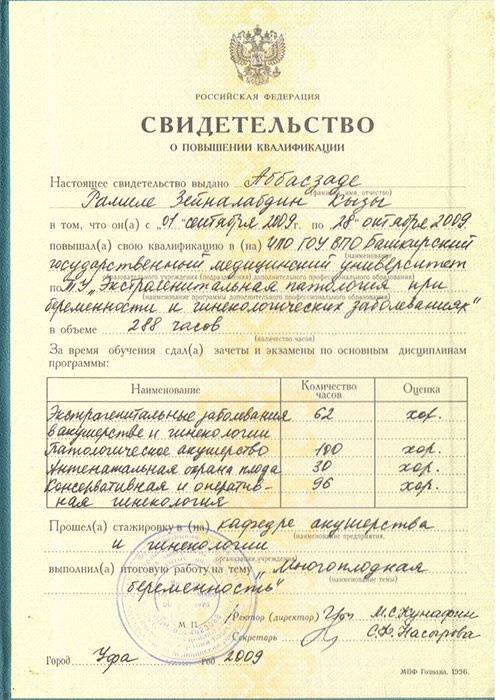 РОССИЙСКАЯ ФЕДЕРАЦИЯ
СВИДЕТЕЛЬСТВО
О ПОВЫШЕНИИ КВАЛИФИКАЦИИ
Настоящее свидетельство выдано Аббасзаде
(фамилия, имя, отчество)
Рамиле Зейналабдин Кызы
в том, что он(а) с „01" сентября 2009г. по „28" октября 2009
повышал(а) свою квалификацию в (на) ИПО ГОУ ВПО Башкирский
(наименование
государственный медицинский университет
образовательного учреждения (подразделения) дополнительного профессионального образования)
по ТУ „Экстрагенитальная патология при
(наименование программы дополнительного профессионального образования)
беременности и гинекологических заболеваниях"
в объеме 288 часов
(количество часов)
За время обучения сдал(а) зачеты и экзамены по основным дисциплинам
программы:
Наименование Количество часов Оценка
Экстрагенитальные заболевания 62 хор.
в акушерстве и гинекологии
Патологическое акушерство 100 хор.
Антенатальная охрана плода 30 хор.
Консервативная и оператив- 96 хор.
ная гинекология
Прошел(а) стажировку в (на) кафедре акушерства
(наименование предприятия,
и гинекологии
организации, учреждения)
выполнил(а) итоговую работу на тему „Многоплодная
(наименование темы)
беременность"
Ректор (директор) М.С.Кунафин
М. П.
Секретарь С.Ф.Насырова
Город Уфа год 2009
МПФ Гознака. 1996.